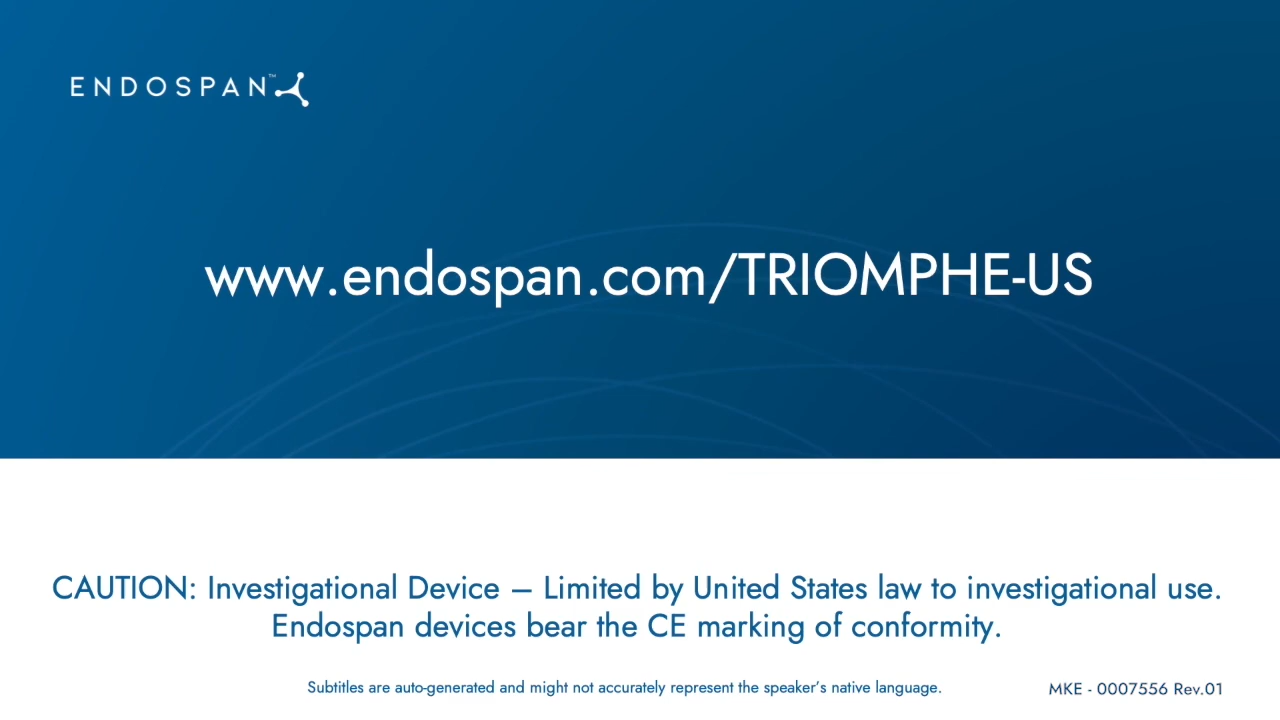 ENDOSPAN™
www.endospan.com/TRIOMPHE-US
CAUTION: Investigational Device – Limited by United States law to investigational use.
Endospan devices bear the CE marking of conformity.
Subtitles are auto-generated and might not accurately represent the speaker's native language.
MKE - 0007556 Rev.01